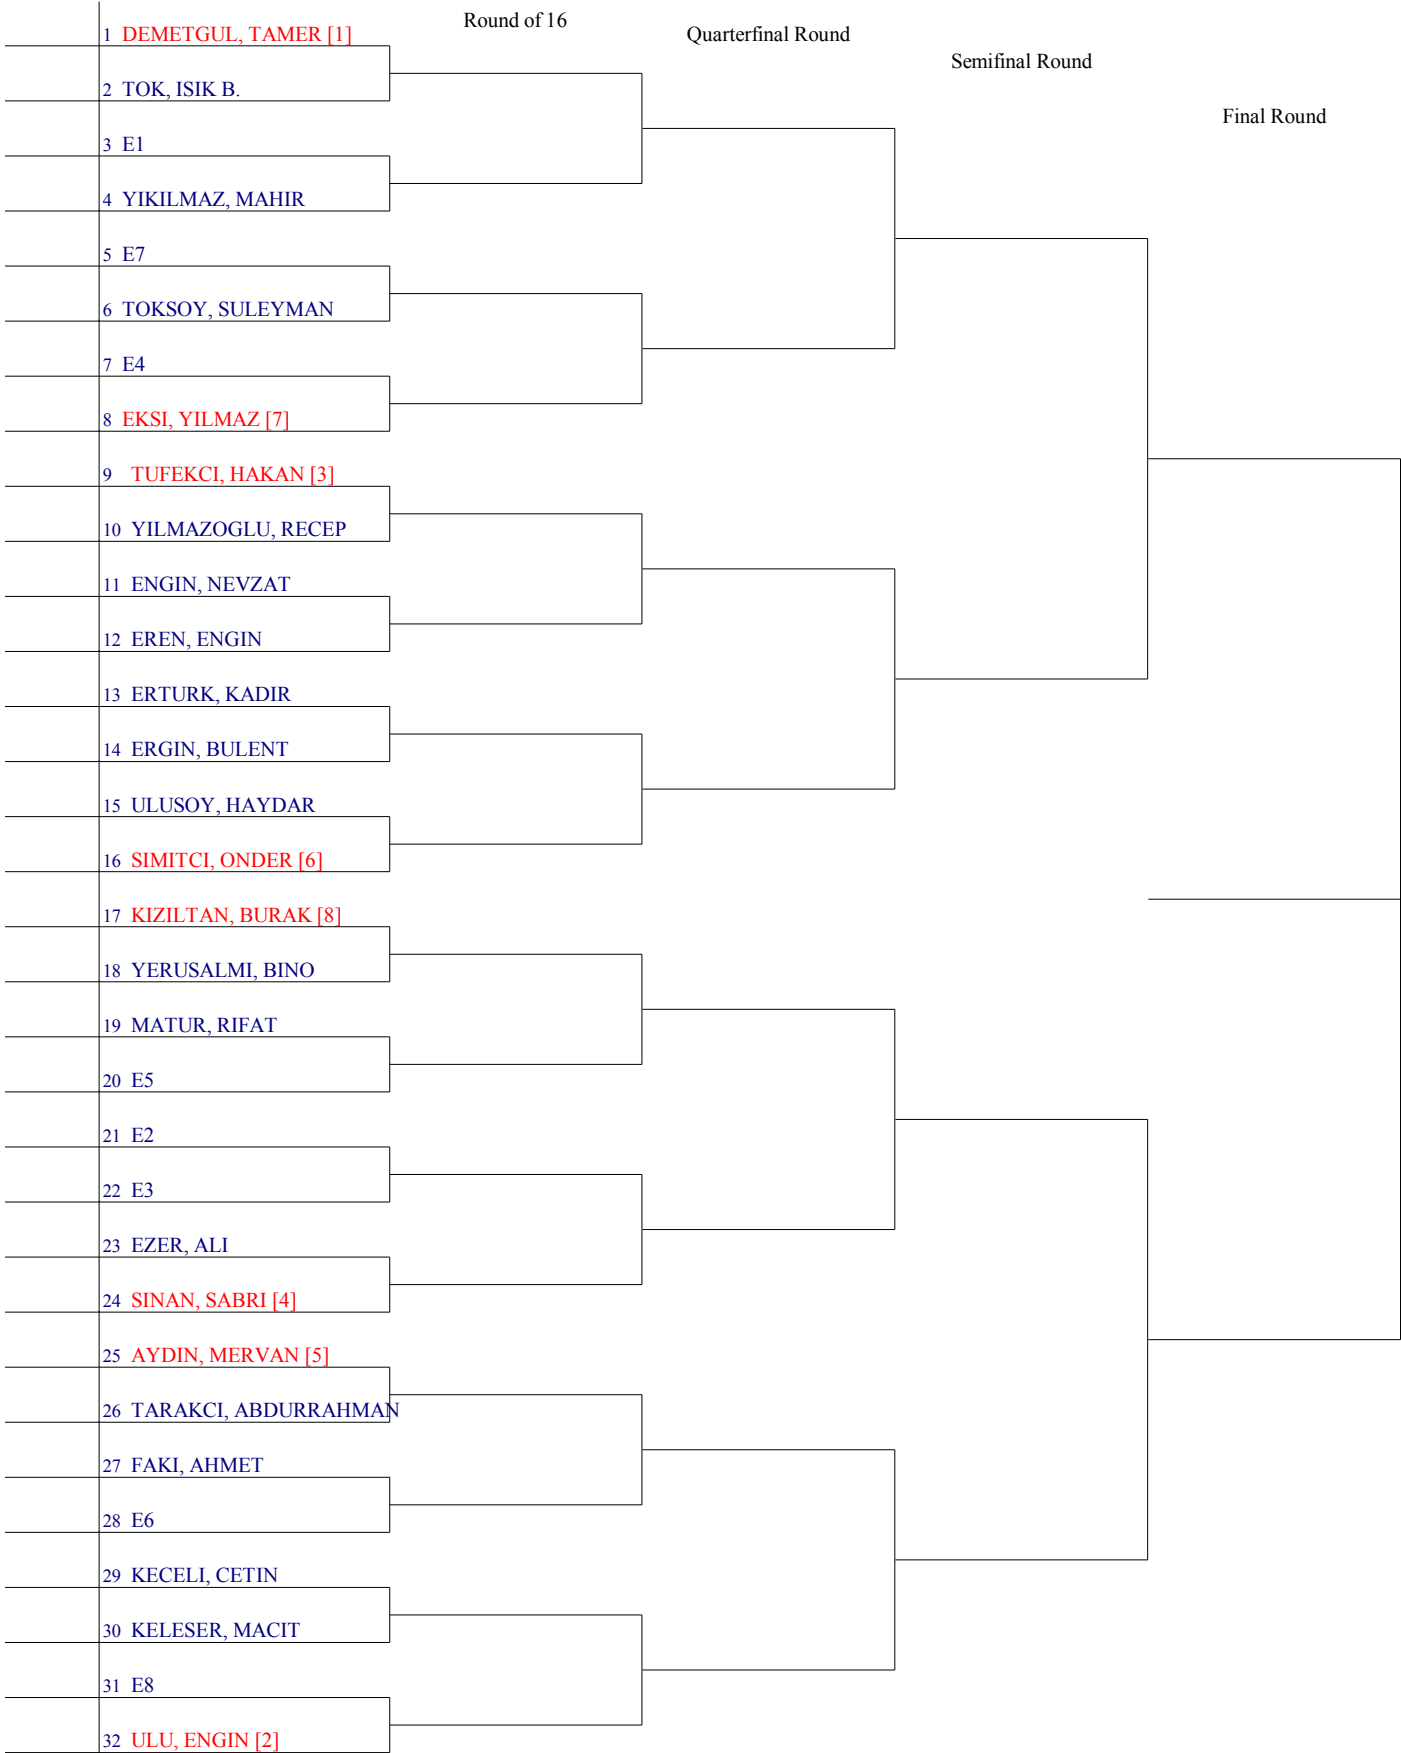 Round of 16
Quarterfinal Round
Semifinal Round
Final Round
1 DEMETGUL, TAMER [1]
2 TOK, ISIK B.
3 E1
4 YIKILMAZ, MAHIR
5 E7
6 TOKSOY, SULEYMAN
7 E4
8 EKSI, YILMAZ [7]
9 TUFEKCI, HAKAN [3]
10 YILMAZOGLU, RECEP
11 ENGIN, NEVZAT
12 EREN, ENGIN
13 ERTURK, KADIR
14 ERGIN, BULENT
15 ULUSOY, HAYDAR
16 SIMITCI, ONDER [6]
17 KIZILTAN, BURAK [8]
18 YERUSALMI, BINO
19 MATUR, RIFAT
20 E5
21 E2
22 E3
23 EZER, ALI
24 SINAN, SABRI [4]
25 AYDIN, MERVAN [5]
26 TARAKCI, ABDURRAHMAN
27 FAKI, AHMET
28 E6
29 KECELI, CETIN
30 KELESER, MACIT
31 E8
32 ULU, ENGIN [2]